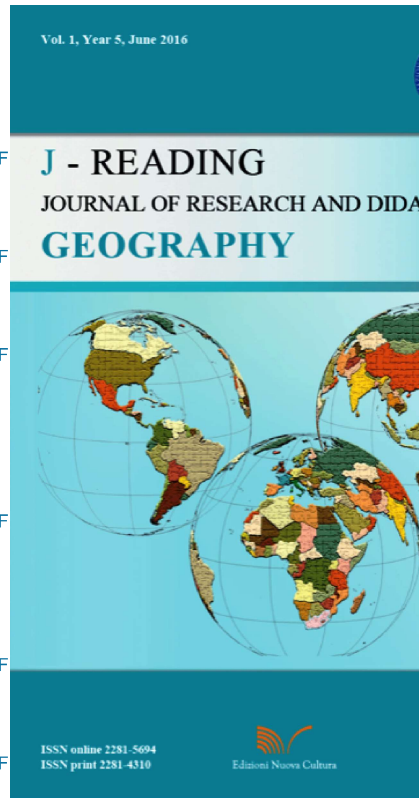 Vol. 1, Year 5, June 2016
F
J - READING
JOURNAL OF RESEARCH AND DIDA
F
GEOGRAPHY
F
F
F
ISSN online 2281-5694
ISSN print 2281-4310
F
Edizioni Nuova Cultura